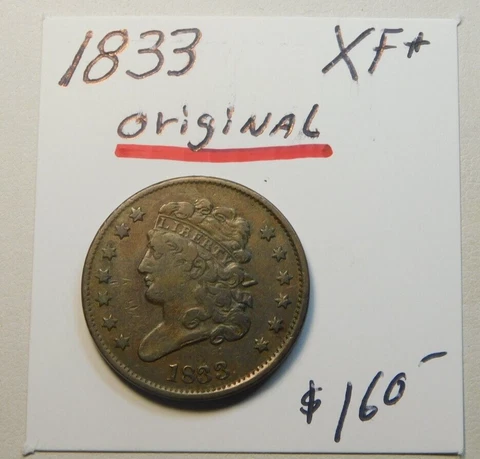 1833 XF+
original
LIBERTY
1833
$160-